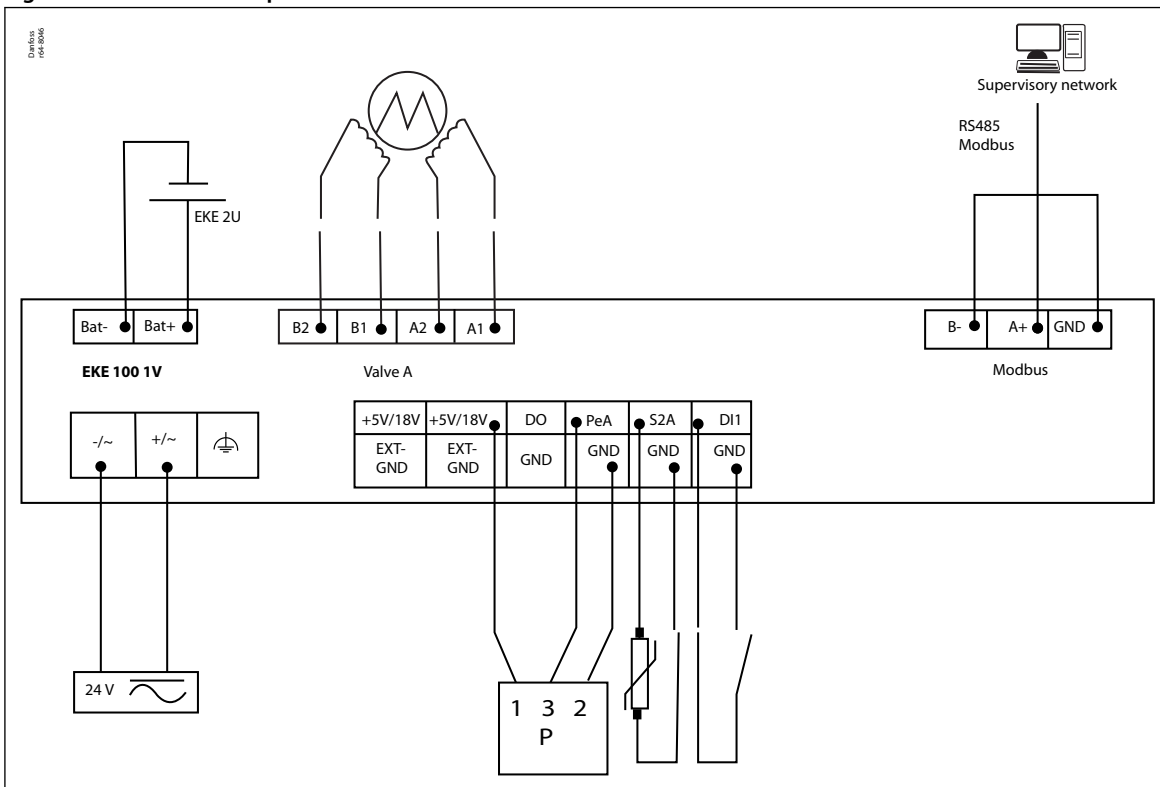 Danfoss
r64-8046
Supervisory network
RS485
Modbus
EKE 2U
Bat-
Bat+
B2
B1
A2
A1
B-
A+
GND
EKE 100 1V
Valve A
Modbus
-/~
+/~
+5V/18V
+5V/18V
DO
PeA
S2A
DI1
EXT-
GND
EXT-
GND
GND
GND
GND
GND
24 V
1 3 2
P